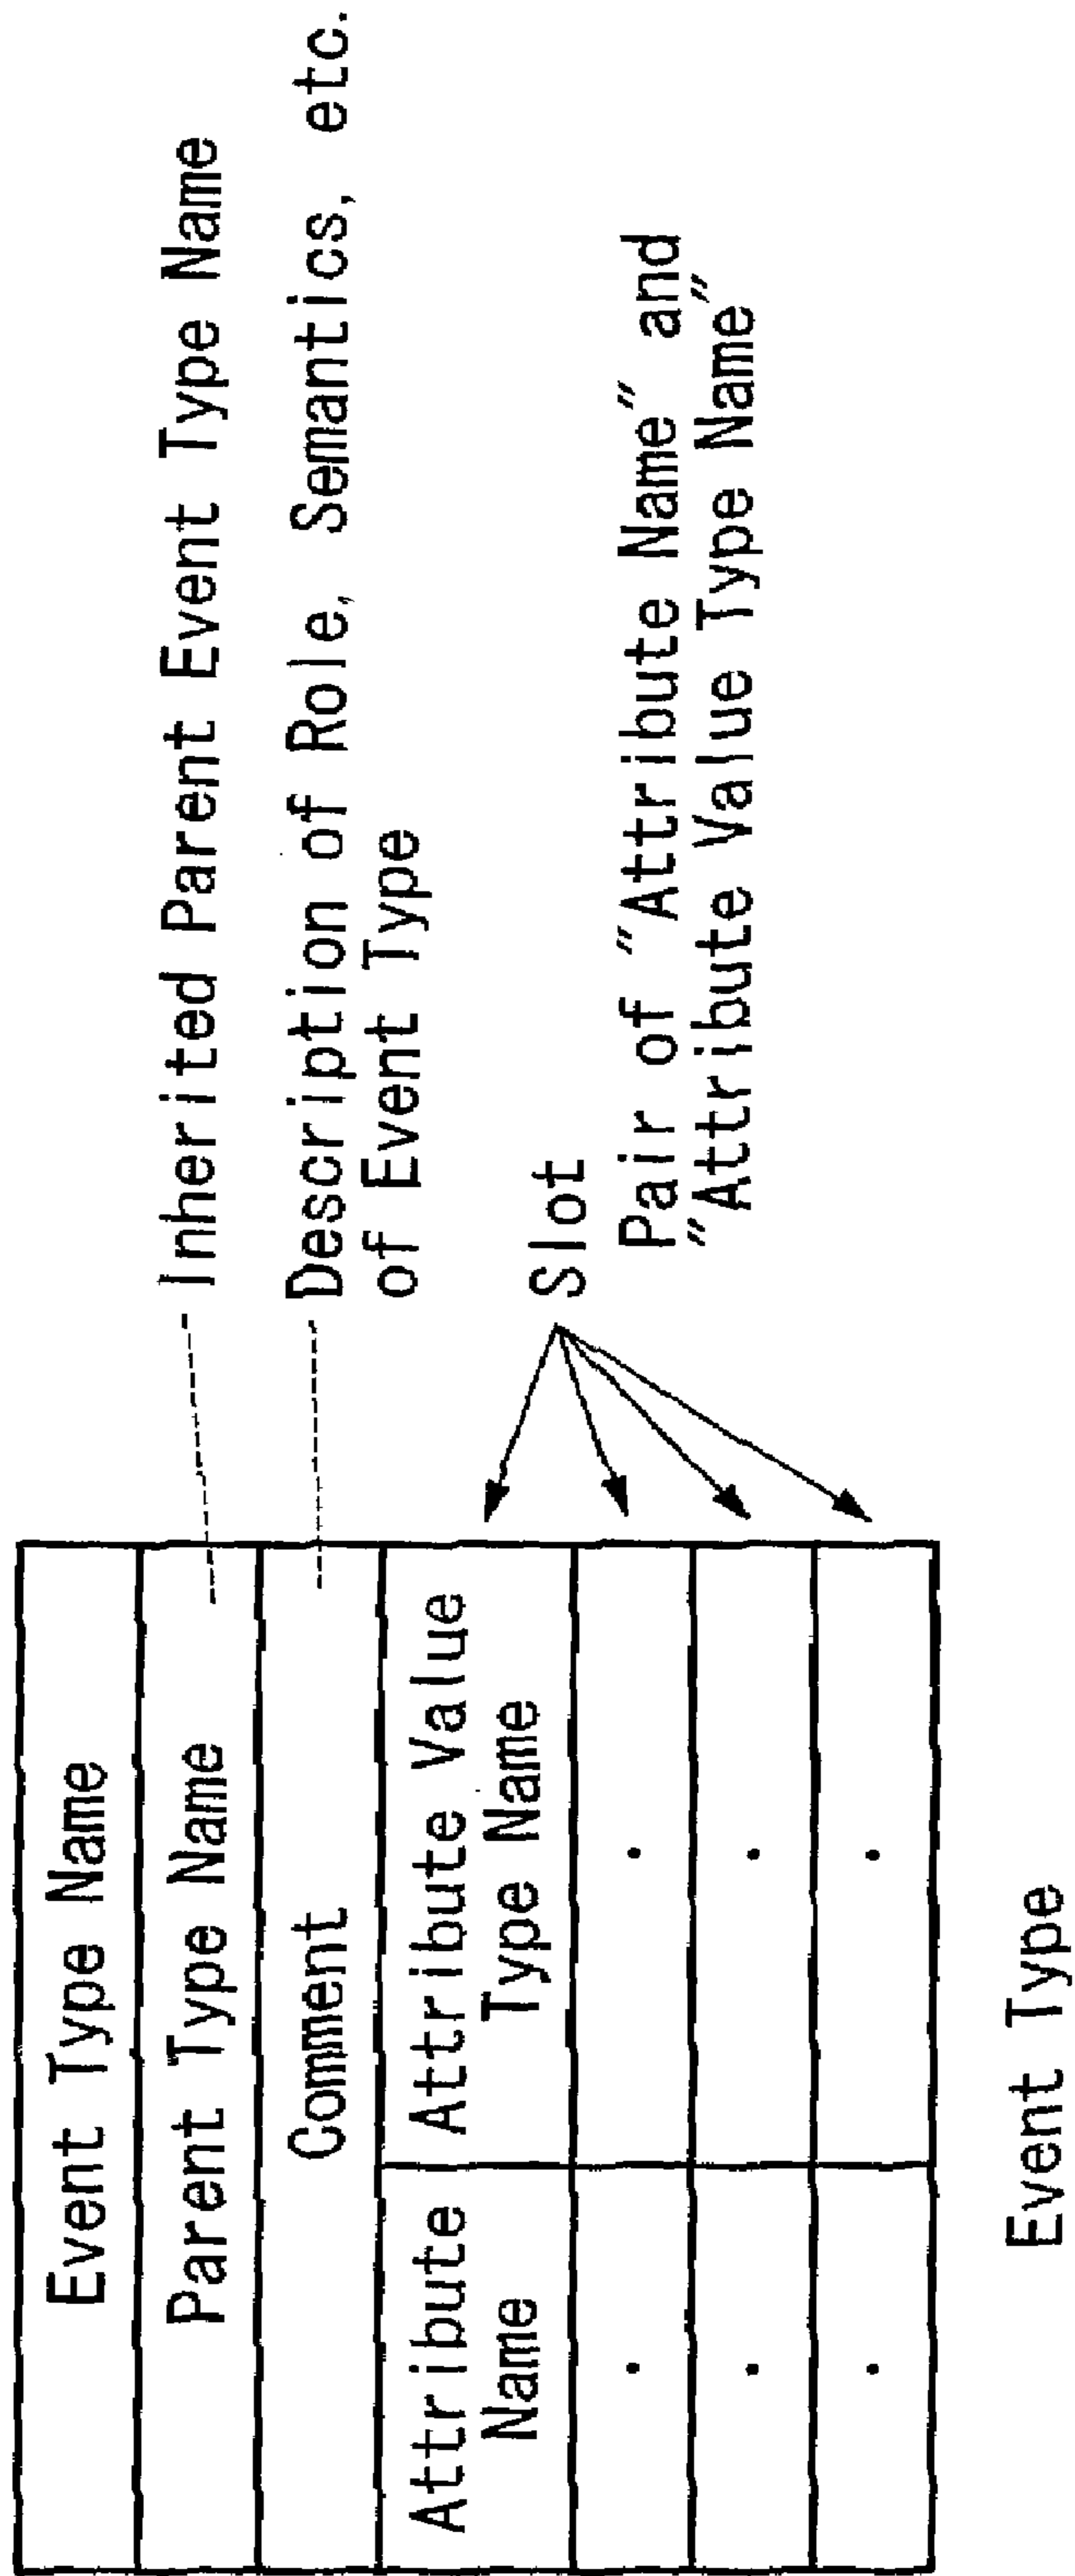 Event Type Name
Parent Type Name
Inherited Parent Event Type Name
Comment
Description of Role, Semantics, etc.
of Event Type
Attribute
Name
Attribute Value
Type Name
Slot
Pair of "Attribute Name" and
"Attribute Value Type Name"
Event Type